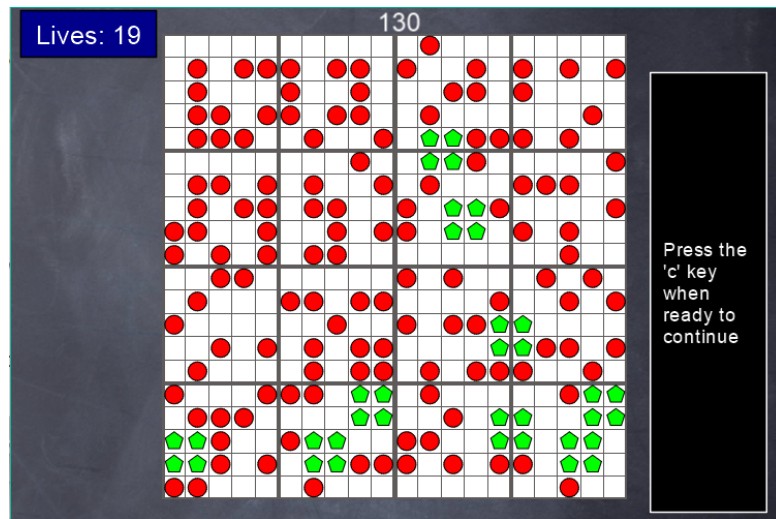 Lives: 19
130
Press the
'c' key
when
ready to
continue